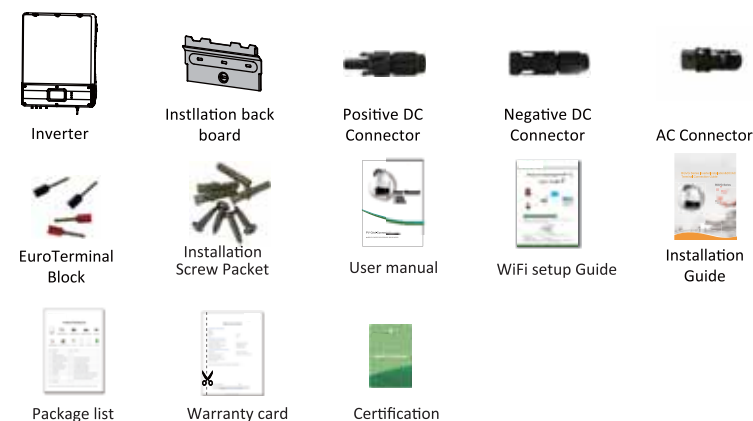 Inverter
Instllation back
board
Positive DC
Connector
Negative DC
Connector
AC Connector
EuroTerminal
Block
Installation
Screw Packet
User manual
WiFi setup Guide
Installation
Guide
Package list
Warranty card
Certification